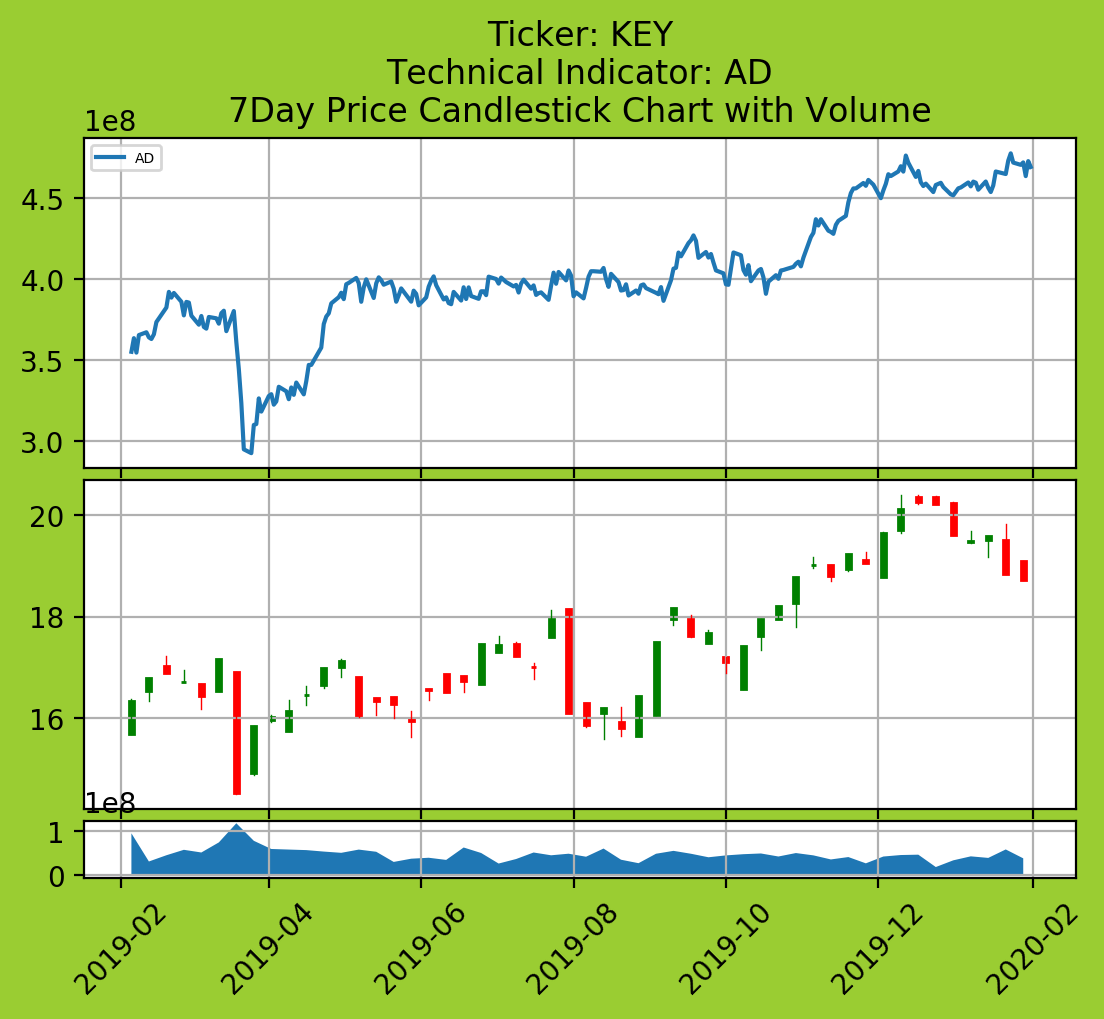 Ticker: KEY
Technical Indicator: AD
7Day Price Candlestick Chart with Volume
1e8
AD
4.5
4.0
3.5
3.0
20
18
16
1e8
1
0
2019-02
2019-04
2019-06
2019-08
2019-10
2019-12
2020-02